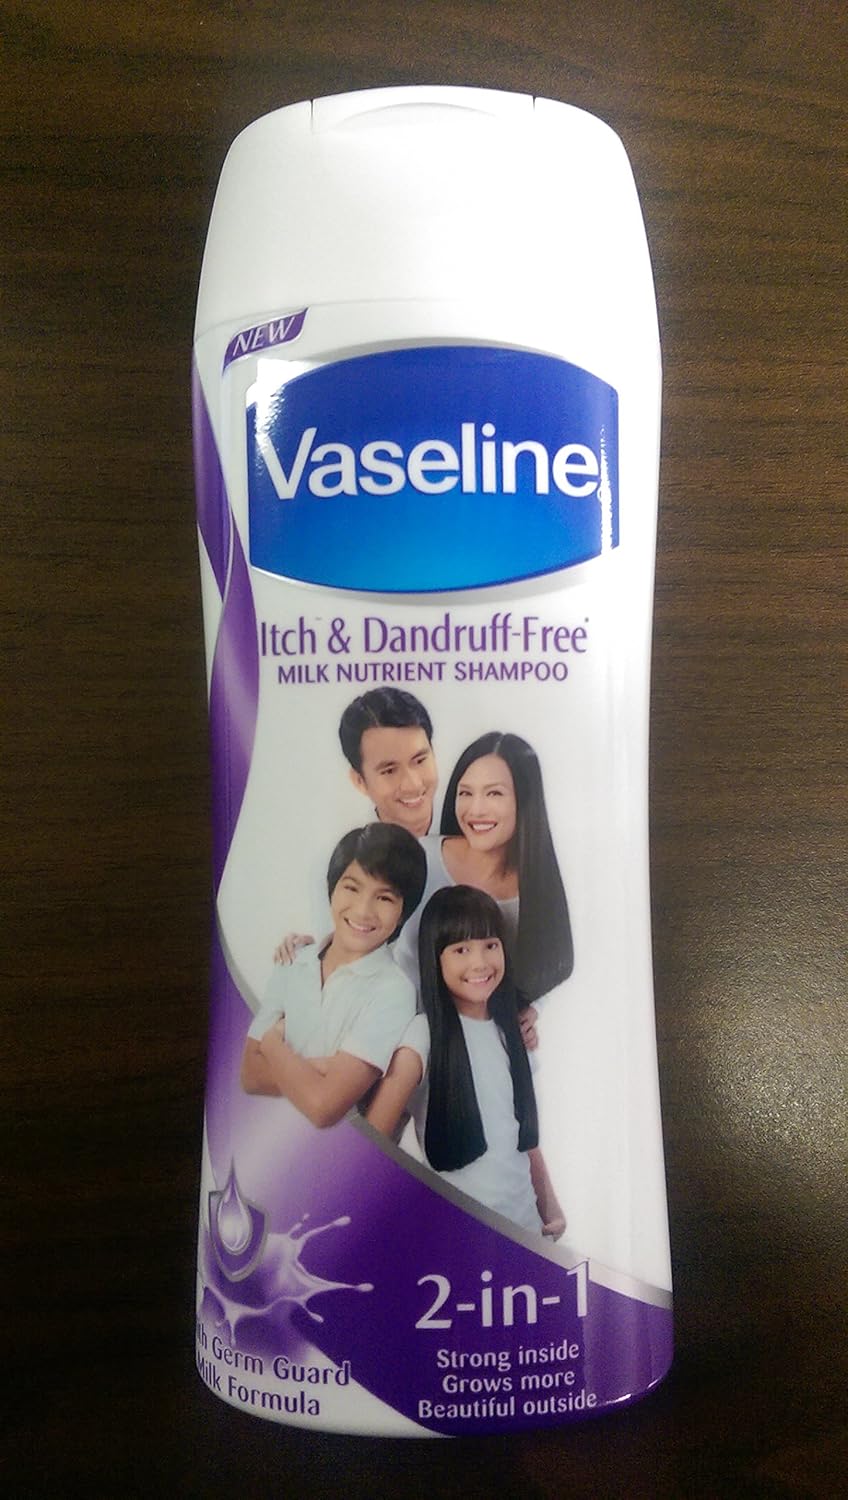 NEW
Vaseline
Itch™ & Dandruff-Free*
MILK NUTRIENT SHAMPOO
2-in-1
Strong inside
Grows more
Beautiful outside
Germ Guard
Milk Formula